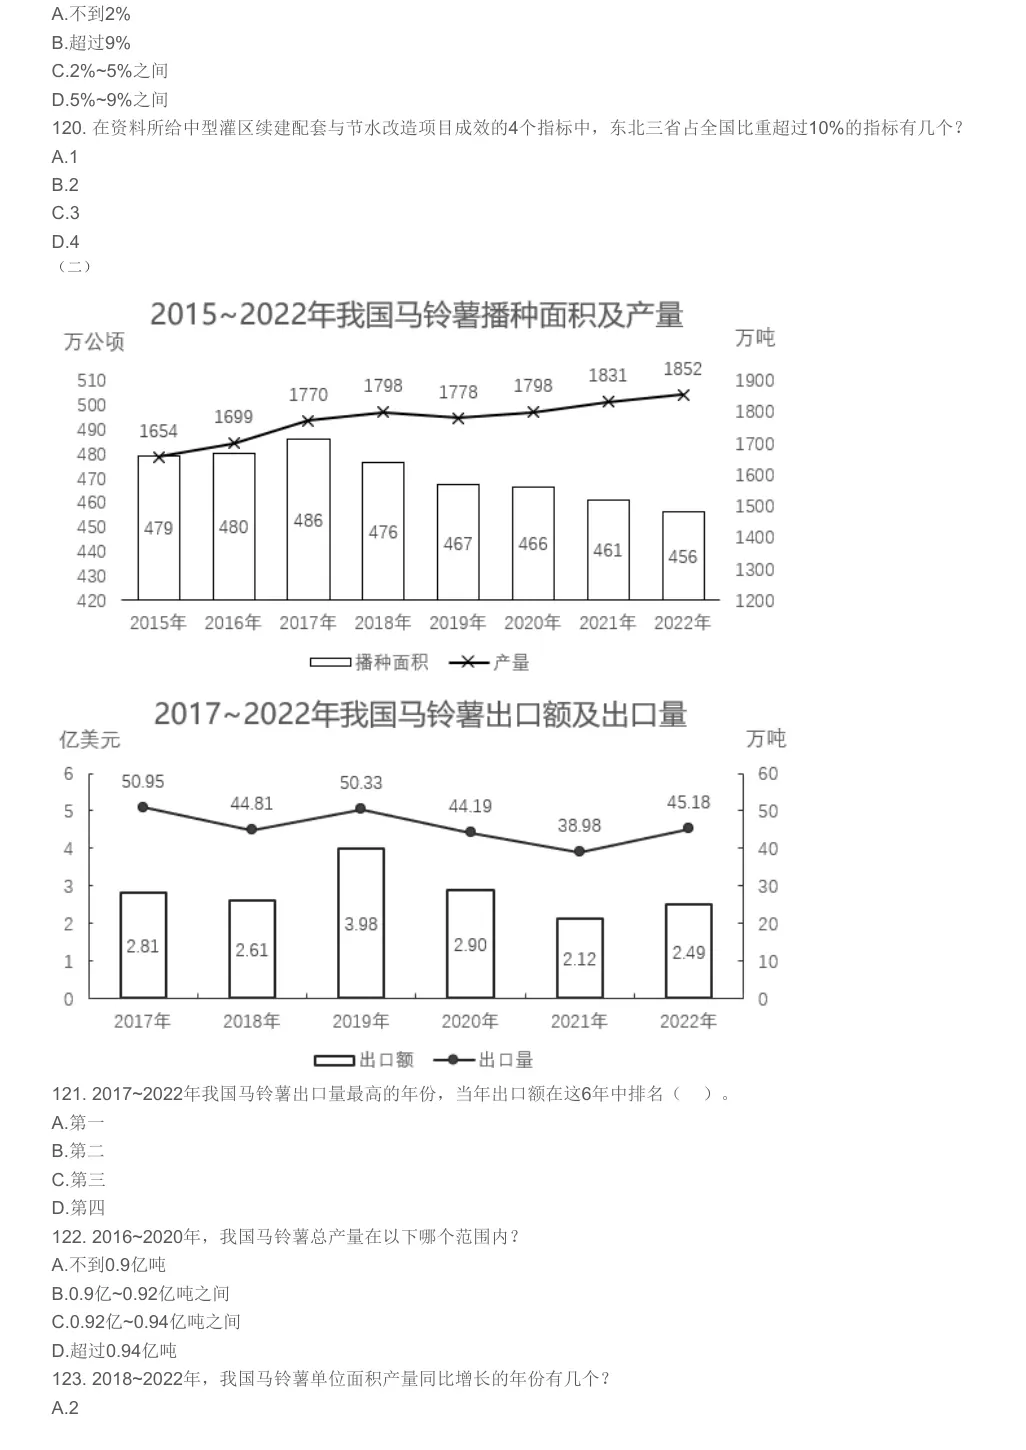 A.不到2%
B.超过9%
C.2%~5%之间
D.5%~9%之间
120. 在资料所给中型灌区续建配套与节水改造项目成效的4个指标中，东北三省占全国比重超过10%的指标有几个？
A.1
B.2
C.3
D.4
（二）
2015~2022年我国马铃薯播种面积及产量
万公顷 万吨
510 500 490 480 470 460 450 440 430 420
1654 1699 1770 1798 1778 1798 1831 1852
479 480 486 476 467 466 461 456
1900 1800 1700 1600 1500 1400 1300 1200
2015年 2016年 2017年 2018年 2019年 2020年 2021年 2022年
播种面积 产量
2017~2022年我国马铃薯出口额及出口量
亿美元 万吨
6 5 4 3 2 1 0
50.95 44.81 50.33 44.19 38.98 45.18
2.81 2.61 3.98 2.90 2.12 2.49
60 50 40 30 20 10 0
2017年 2018年 2019年 2020年 2021年 2022年
出口额 出口量
121. 2017~2022年我国马铃薯出口量最高的年份，当年出口额在这6年中排名（ ）。
A.第一
B.第二
C.第三
D.第四
122. 2016~2020年，我国马铃薯总产量在以下哪个范围内？
A.不到0.9亿吨
B.0.9亿~0.92亿吨之间
C.0.92亿~0.94亿吨之间
D.超过0.94亿吨
123. 2018~2022年，我国马铃薯单位面积产量同比增长的年份有几个？
A.2